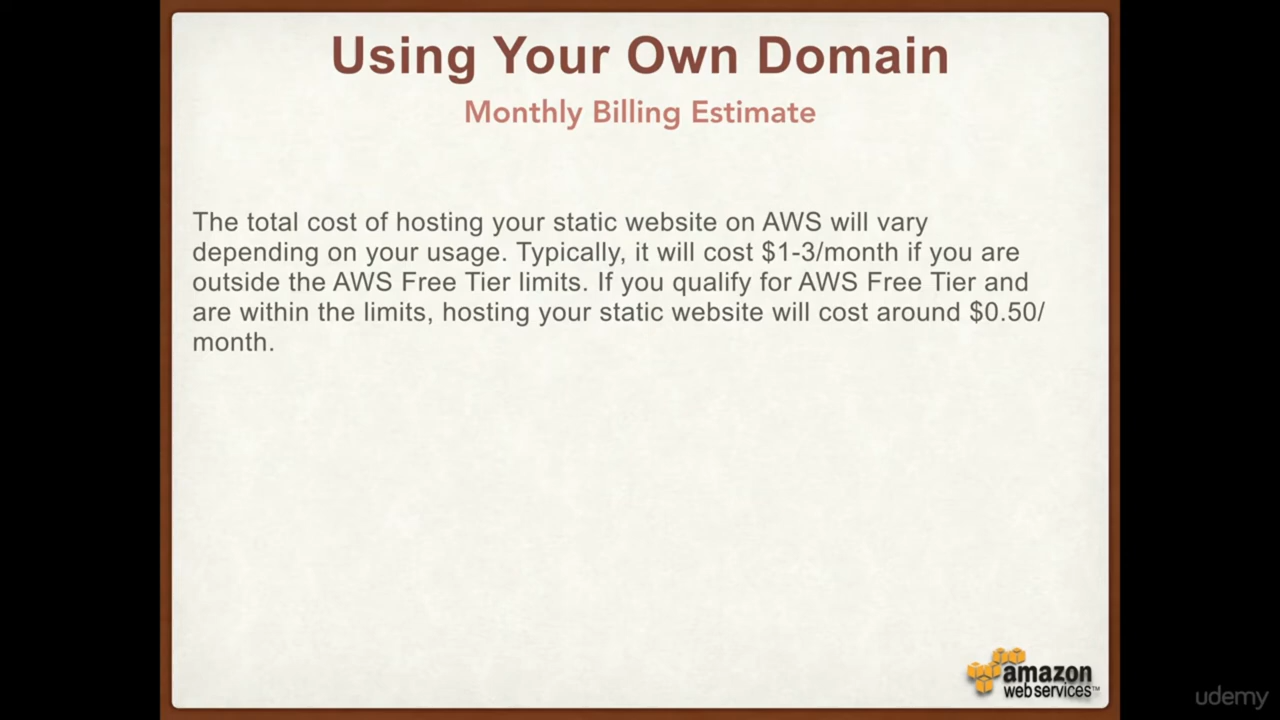 Using Your Own Domain
Monthly Billing Estimate
The total cost of hosting your static website on AWS will vary
depending on your usage. Typically, it will cost $1-3/month if you are
outside the AWS Free Tier limits. If you qualify for AWS Free Tier and
are within the limits, hosting your static website will cost around $0.50/
month.
amazon
webservices™
udemy